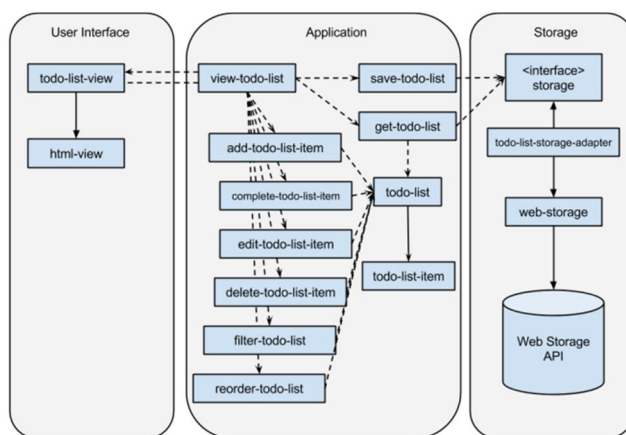 User Interface
Application
Storage
todo-list-view
view-todo-list
save-todo-list
<interface>
storage
html-view
get-todo-list
add-todo-list-item
todo-list-storage-adapter
complete-todo-list-item
todo-list
web-storage
edit-todo-list-item
todo-list-item
delete-todo-list-item
filter-todo-list
Web Storage
API
reorder-todo-list